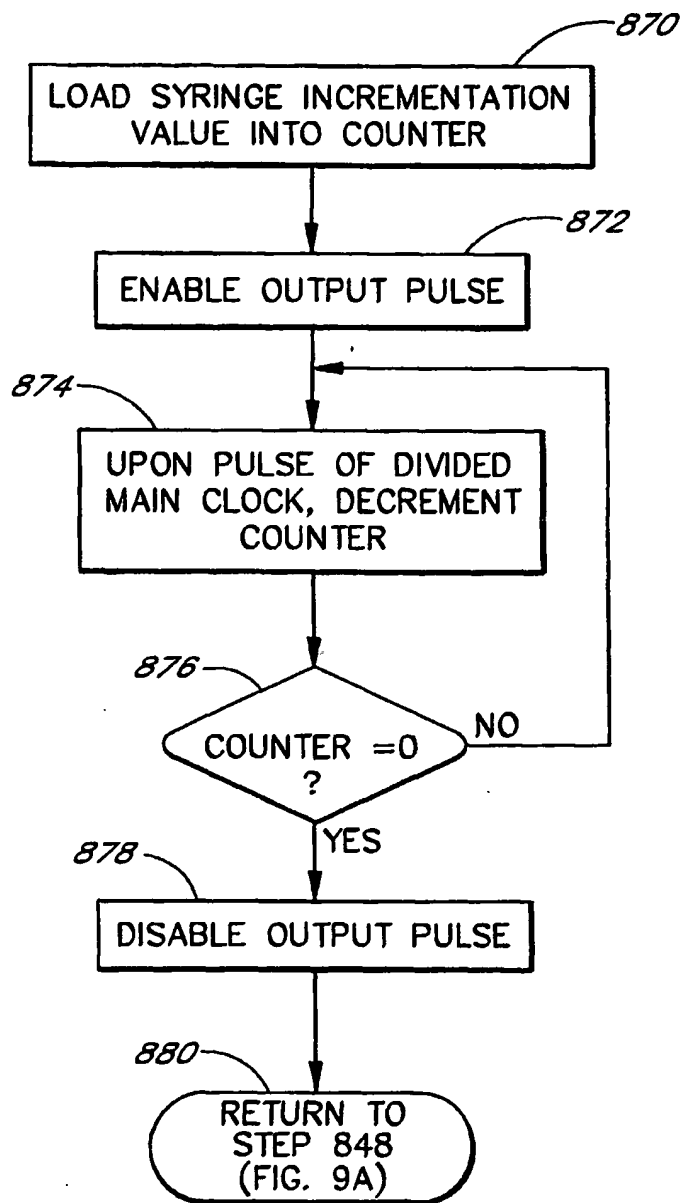 870
LOAD SYRINGE INCREMENTATION
VALUE INTO COUNTER
872
ENABLE OUTPUT PULSE
874
UPON PULSE OF DIVIDED
MAIN CLOCK, DECREMENT
COUNTER
876
COUNTER =0
?
NO
YES
878
DISABLE OUTPUT PULSE
880
RETURN TO
STEP 848
(FIG. 9A)